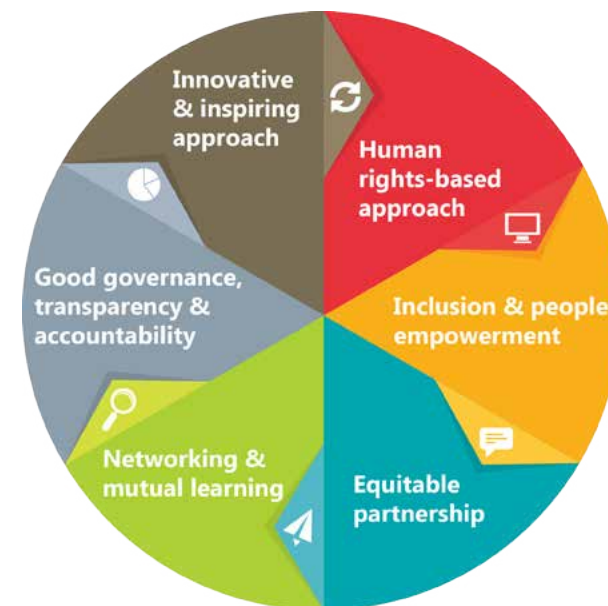 Innovative
& inspiring
approach
Human
rights-based
approach
Inclusion & people
empowerment
Equitable
partnership
Networking &
mutual learning
Good governance,
transparency &
accountability